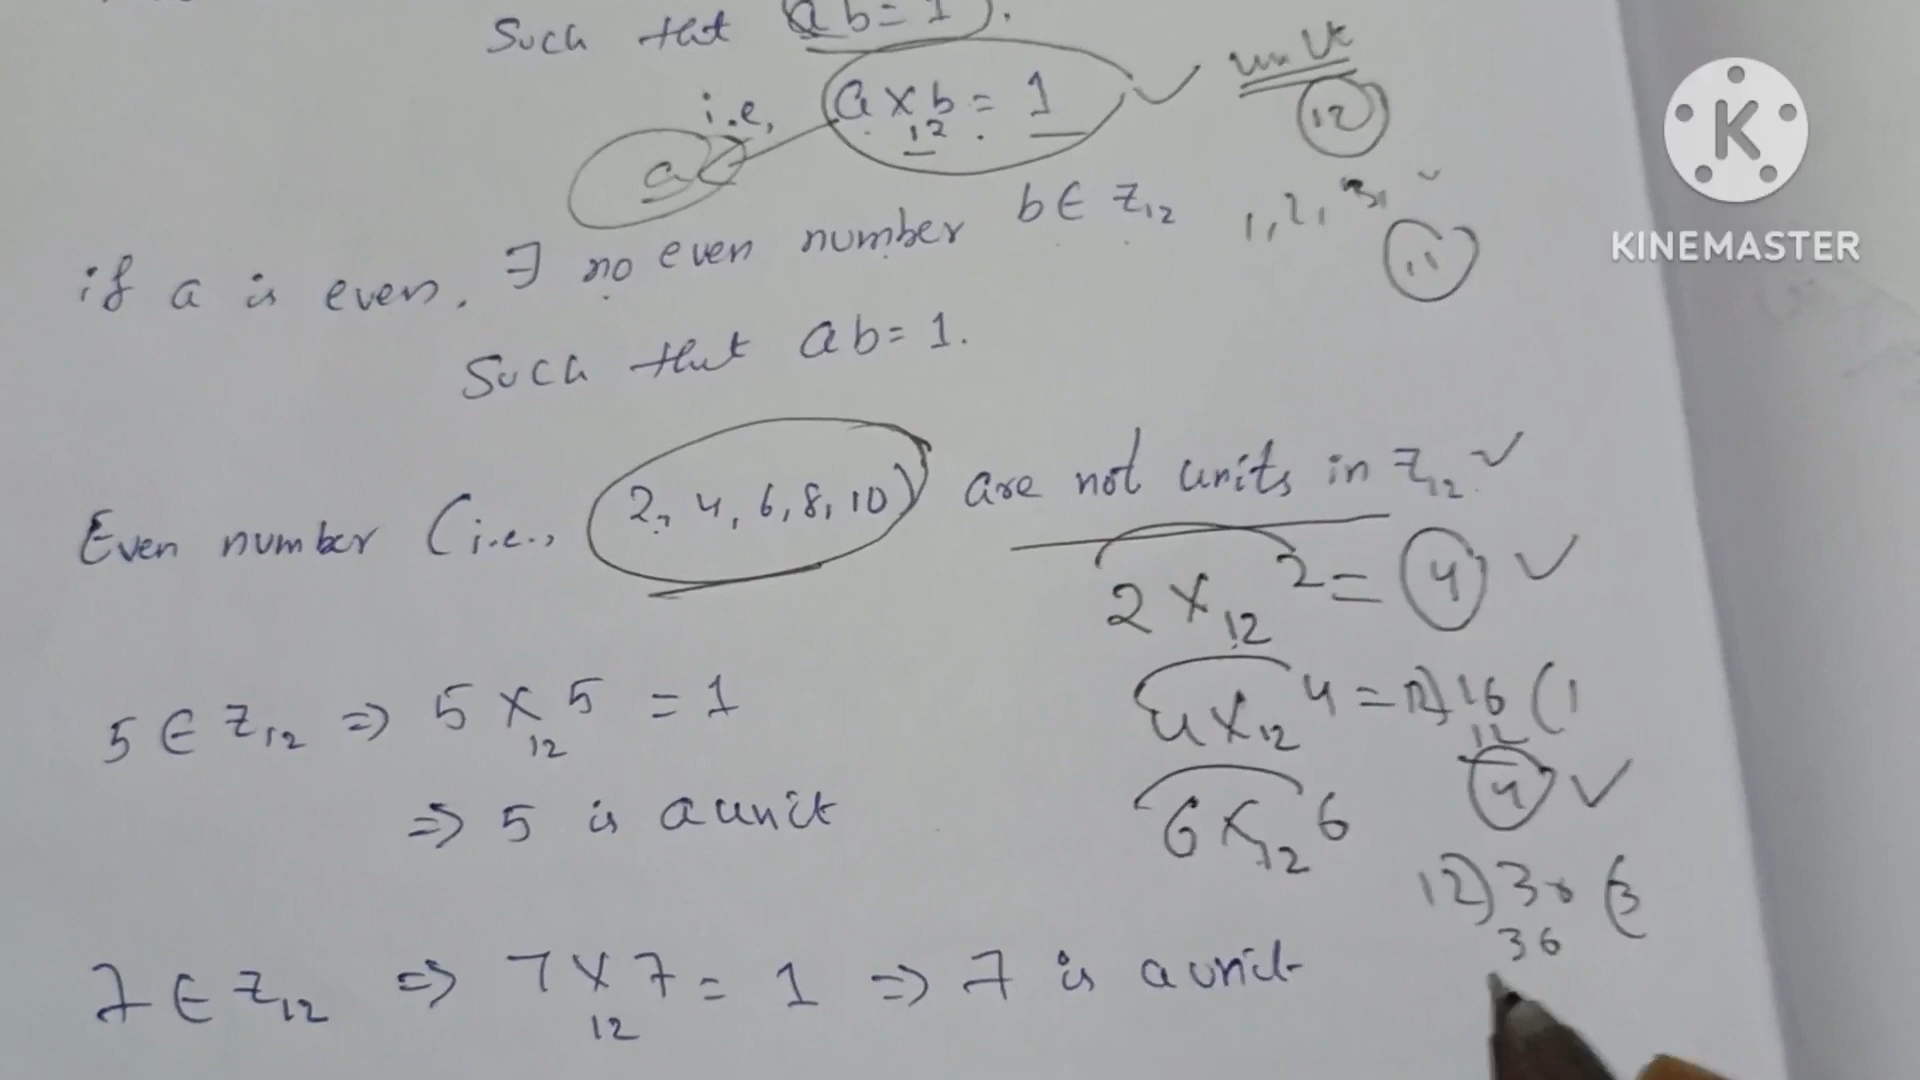 Such that ab = 1).
i.e, a ×₁₂ b = 1 ✓ unit
12
a
if a is even, ∃ no even number b ∈ Z₁₂ 1, 2, 3,
11
Such that ab = 1.
Even number (i.e., 2, 4, 6, 8, 10) are not units in Z₁₂ ✓
2 ×₁₂ 2 = 4 ✓
5 ∈ Z₁₂ ⇒ 5 ×₁₂ 5 = 1
4 ×₁₂ 4 = 12)16(1
12
4 ✓
⇒ 5 is a unit
6 ×₁₂ 6
12)36(3
36
7 ∈ Z₁₂ ⇒ 7 ×₁₂ 7 = 1 ⇒ 7 is a unit
K
KINEMASTER